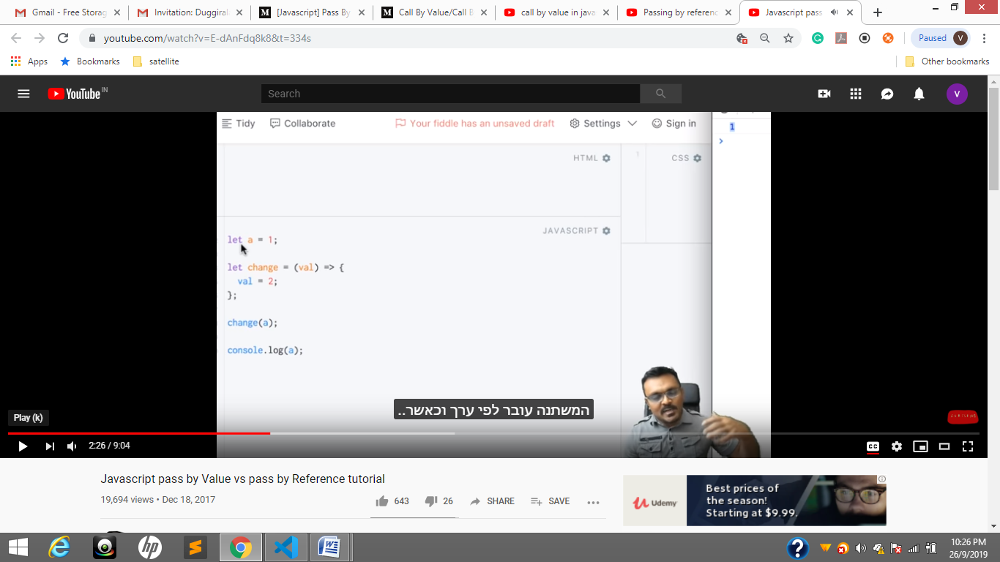 Gmail - Free Storag
Invitation: Duggiral
[Javascript] Pass By
Call By Value/Call B
call by value in java
Passing by referenc
Javascript pass
youtube.com/watch?v=E-dAnFdq8k8&t=334s
Paused
V
Apps
Bookmarks
satellite
Other bookmarks
YouTube IN
Search
V
Tidy
Collaborate
Your fiddle has an unsaved draft
Settings
Sign in
1
HTML
CSS
JAVASCRIPT
let a = 1;
let change = (val) => {
val = 2;
};
change(a);
console.log(a);
המשתנה עובר לפי ערך וכאשר..
Play (k)
2:26 / 9:04
CC
Javascript pass by Value vs pass by Reference tutorial
19,694 views • Dec 18, 2017
643
26
SHARE
SAVE
Udemy
Best prices of
the season!
Starting at $9.99.
10:26 PM
26/9/2019